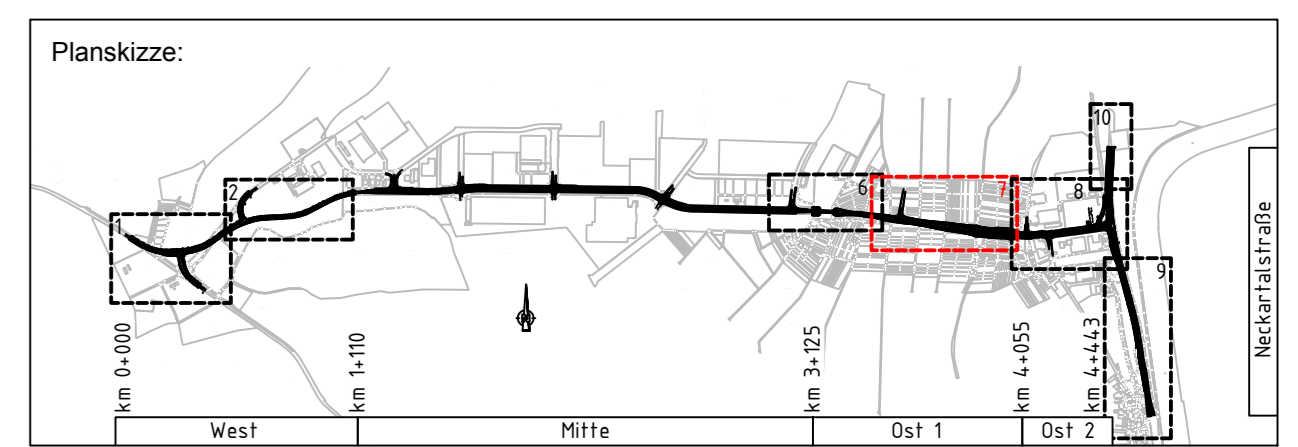 Planskizze:
1
2
6
7
8
9
10
km 0+000
km 1+110
km 3+125
km 4+055
km 4+443
Neckartalstraße
West
Mitte
Ost 1
Ost 2